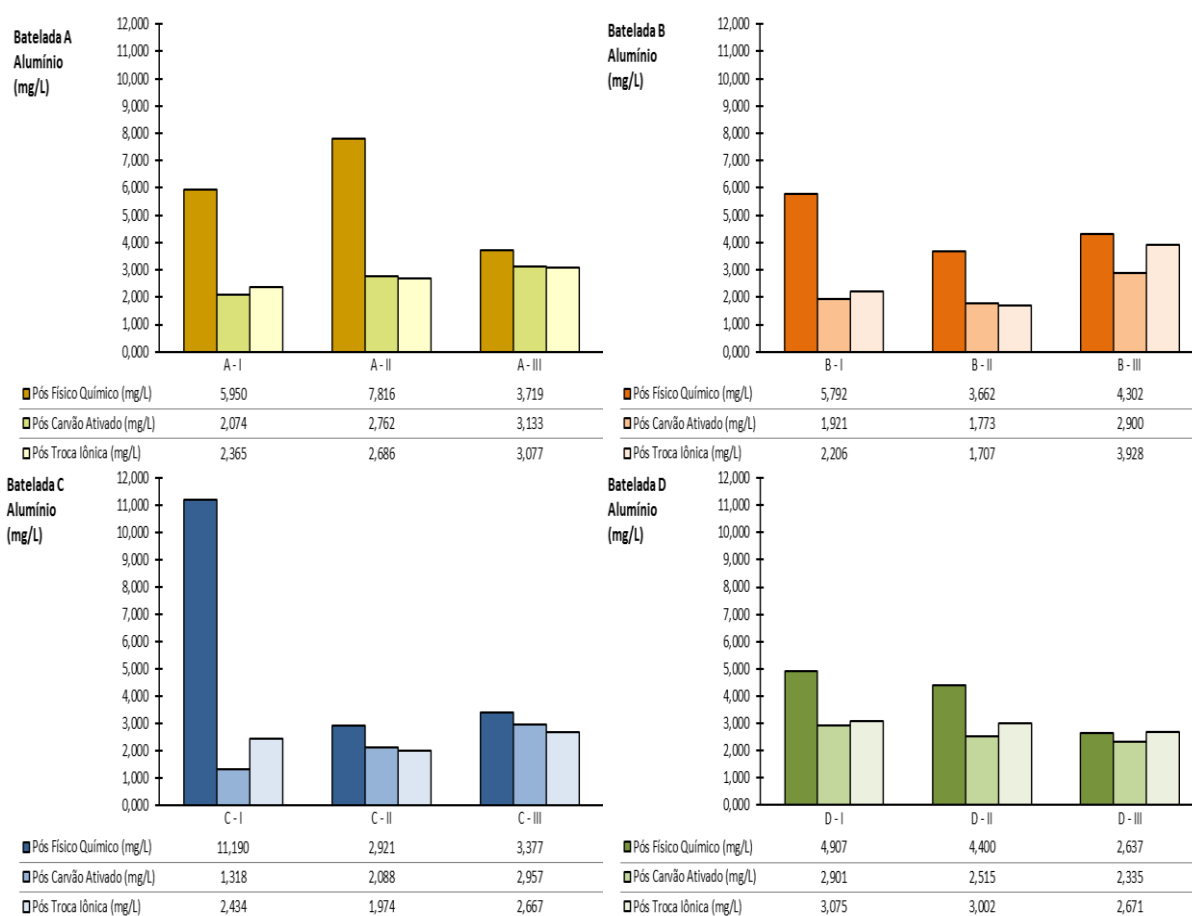 Batelada A
Alumínio
(mg/L)
12,000
11,000
10,000
9,000
8,000
7,000
6,000
5,000
4,000
3,000
2,000
1,000
0,000
A - I A - II A - III
Pós Físico Químico (mg/L) 5,950 7,816 3,719
Pós Carvão Ativado (mg/L) 2,074 2,762 3,133
Pós Troca Iônica (mg/L) 2,365 2,686 3,077
Batelada B
Alumínio
(mg/L)
12,000
11,000
10,000
9,000
8,000
7,000
6,000
5,000
4,000
3,000
2,000
1,000
0,000
B - I B - II B - III
Pós Físico Químico (mg/L) 5,792 3,662 4,302
Pós Carvão Ativado (mg/L) 1,921 1,773 2,900
Pós Troca Iônica (mg/L) 2,206 1,707 3,928
Batelada C
Alumínio
(mg/L)
12,000
11,000
10,000
9,000
8,000
7,000
6,000
5,000
4,000
3,000
2,000
1,000
0,000
C - I C - II C - III
Pós Físico Químico (mg/L) 11,190 2,921 3,377
Pós Carvão Ativado (mg/L) 1,318 2,088 2,957
Pós Troca Iônica (mg/L) 2,434 1,974 2,667
Batelada D
Alumínio
(mg/L)
12,000
11,000
10,000
9,000
8,000
7,000
6,000
5,000
4,000
3,000
2,000
1,000
0,000
D - I D - II D - III
Pós Físico Químico (mg/L) 4,907 4,400 2,637
Pós Carvão Ativado (mg/L) 2,901 2,515 2,335
Pós Troca Iônica (mg/L) 3,075 3,002 2,671